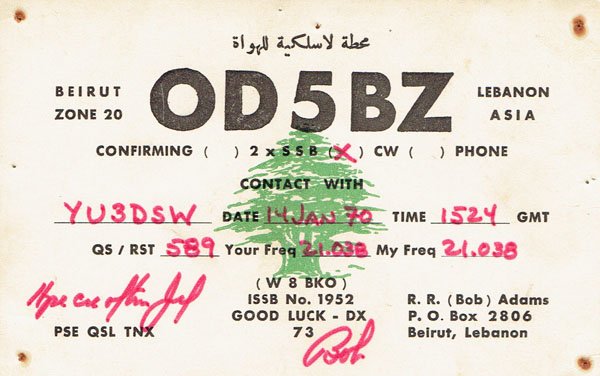 محطة لاسلكية للهواة
BEIRUT
ZONE 20
OD5BZ
LEBANON
ASIA
CONFIRMING ( ) 2 x SSB (X) CW ( ) PHONE
CONTACT WITH
YU3DSW DATE 14 JAN 70 TIME 1524 GMT
QS / RST 589 Your Freq 21.038 My Freq 21.038
(W 8 BKO)
ISSB No. 1952
GOOD LUCK - DX
73
Bob
PSE QSL TNX
R. R. (Bob) Adams
P. O. Box 2806
Beirut, Lebanon